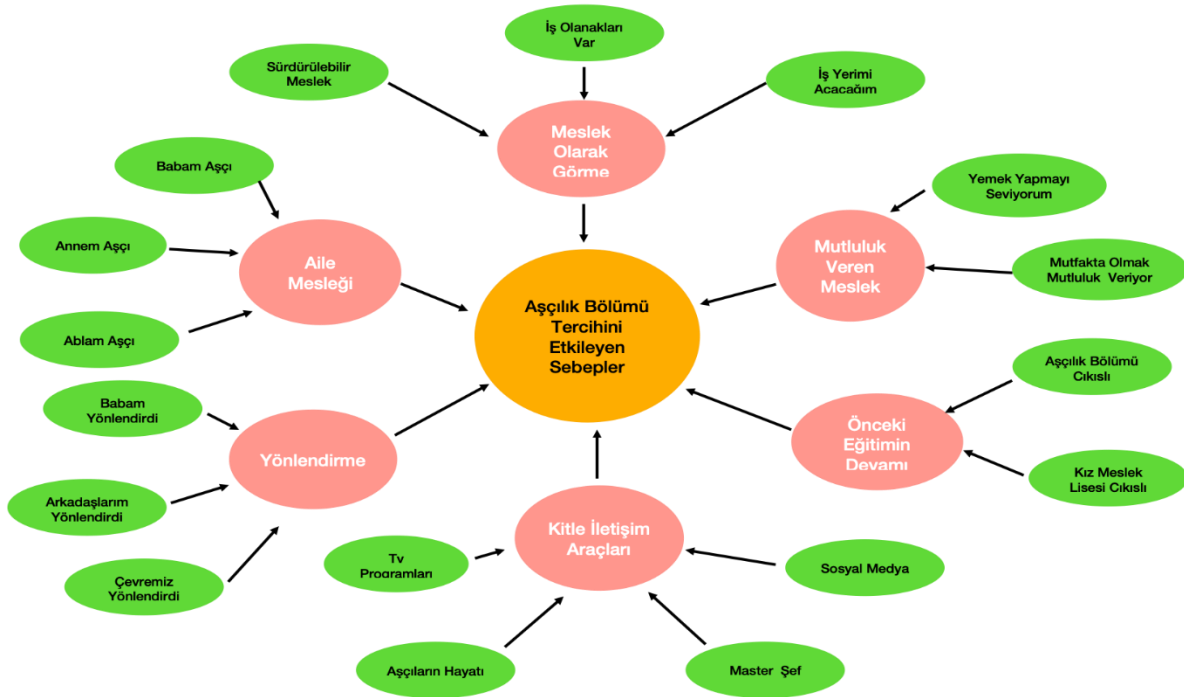 İş Olanakları
Var
Sürdürülebilir
Meslek
İş Yerimi
Acacağım
Meslek
Olarak
Görme
Babam Aşçı
Yemek Yapmayı
Seviyorum
Annem Aşçı
Aile
Mesleği
Mutluluk
Veren
Meslek
Mutfakta Olmak
Mutluluk Veriyor
Ablam Aşçı
Aşçılık Bölümü
Tercihini
Etkileyen
Sebepler
Aşçılık Bölümü
Cıkıslı
Babam
Yönlendirdi
Yönlendirme
Önceki
Eğitimin
Devamı
Kız Meslek
Lisesi Cıkıslı
Arkadaşlarım
Yönlendirdi
Kitle İletişim
Araçları
Tv
Programları
Sosyal Medya
Çevremiz
Yönlendirdi
Aşçıların Hayatı
Master Şef